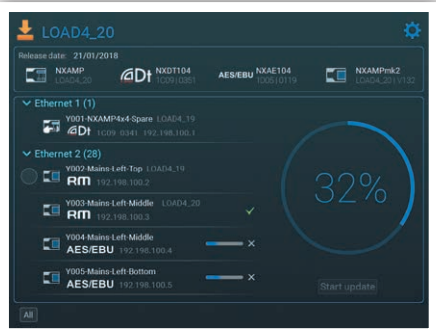 LOAD4_20
Release date: 21/01/2018
NXAMP
LOAD4_20
Dt NXDT104
1C09|0351
AES/EBU NXAE104
1C05|0119
NXAMPmk2
LOAD4_20|V132
Ethernet 1 (1)
Y001-NXAMP4x4-Spare LOAD4_19
Dt 1C09 0341 192.198.100.1
Ethernet 2 (28)
Y002-Mains-Left-Top LOAD4_19
RM 192.198.100.2
Y003-Mains-Left-Middle LOAD4_20
RM 192.198.100.3
Y004-Mains-Left-Middle
AES/EBU 192.198.100.4
Y005-Mains-Left-Bottom
AES/EBU 192.198.100.5
32%
Start update
All